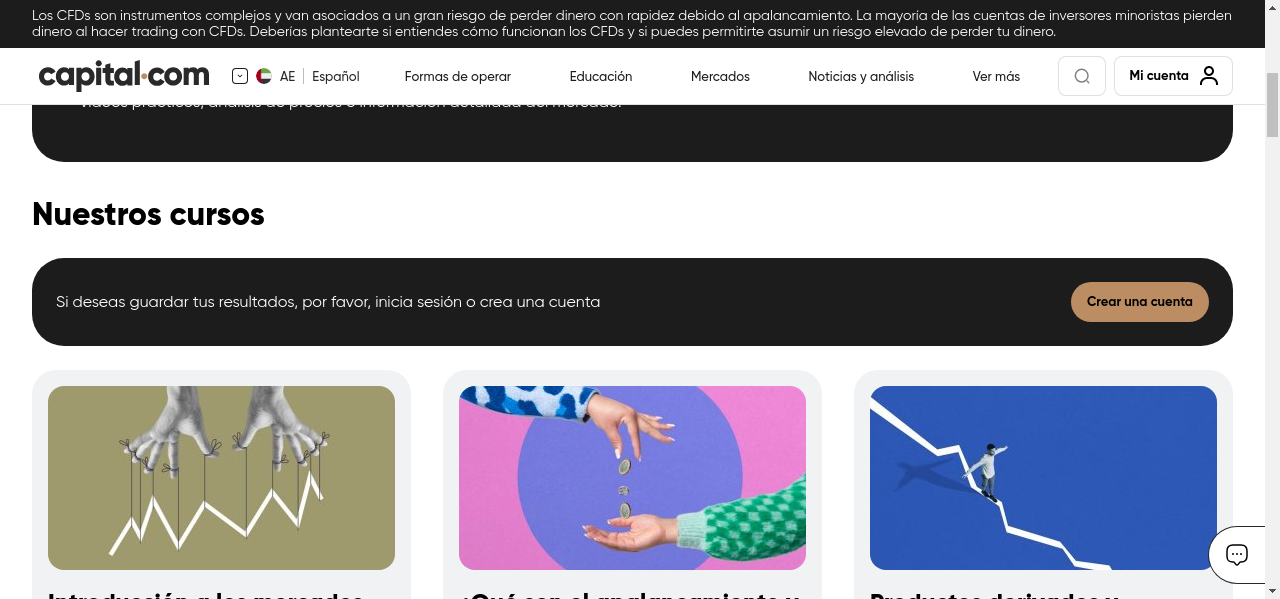 Los CFDs son instrumentos complejos y van asociados a un gran riesgo de perder dinero con rapidez debido al apalancamiento. La mayoría de las cuentas de inversores minoristas pierden
dinero al hacer trading con CFDs. Deberías plantearte si entiendes cómo funcionan los CFDs y si puedes permitirte asumir un riesgo elevado de perder tu dinero.
capital.com AE Español Formas de operar Educación Mercados Noticias y análisis Ver más Mi cuenta
Nuestros cursos
Si deseas guardar tus resultados, por favor, inicia sesión o crea una cuenta
Crear una cuenta
Introducción a los mercados
¿Qué son el apalancamiento y
Productos derivados y